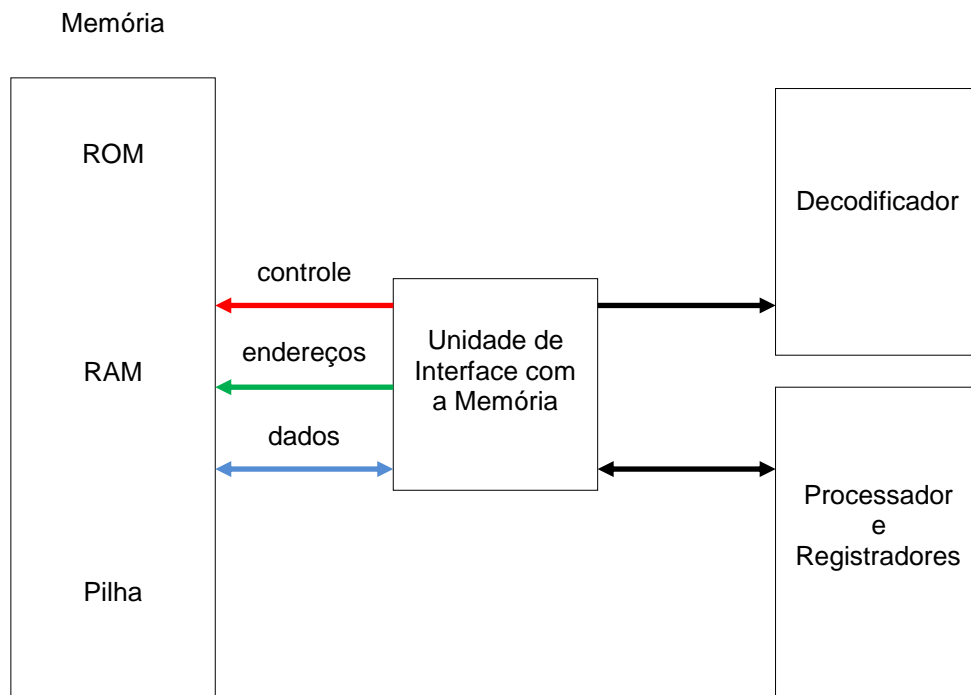 Memória
ROM
RAM
Pilha
controle
endereços
dados
Unidade de
Interface com
a Memória
Decodificador
Processador
e
Registradores